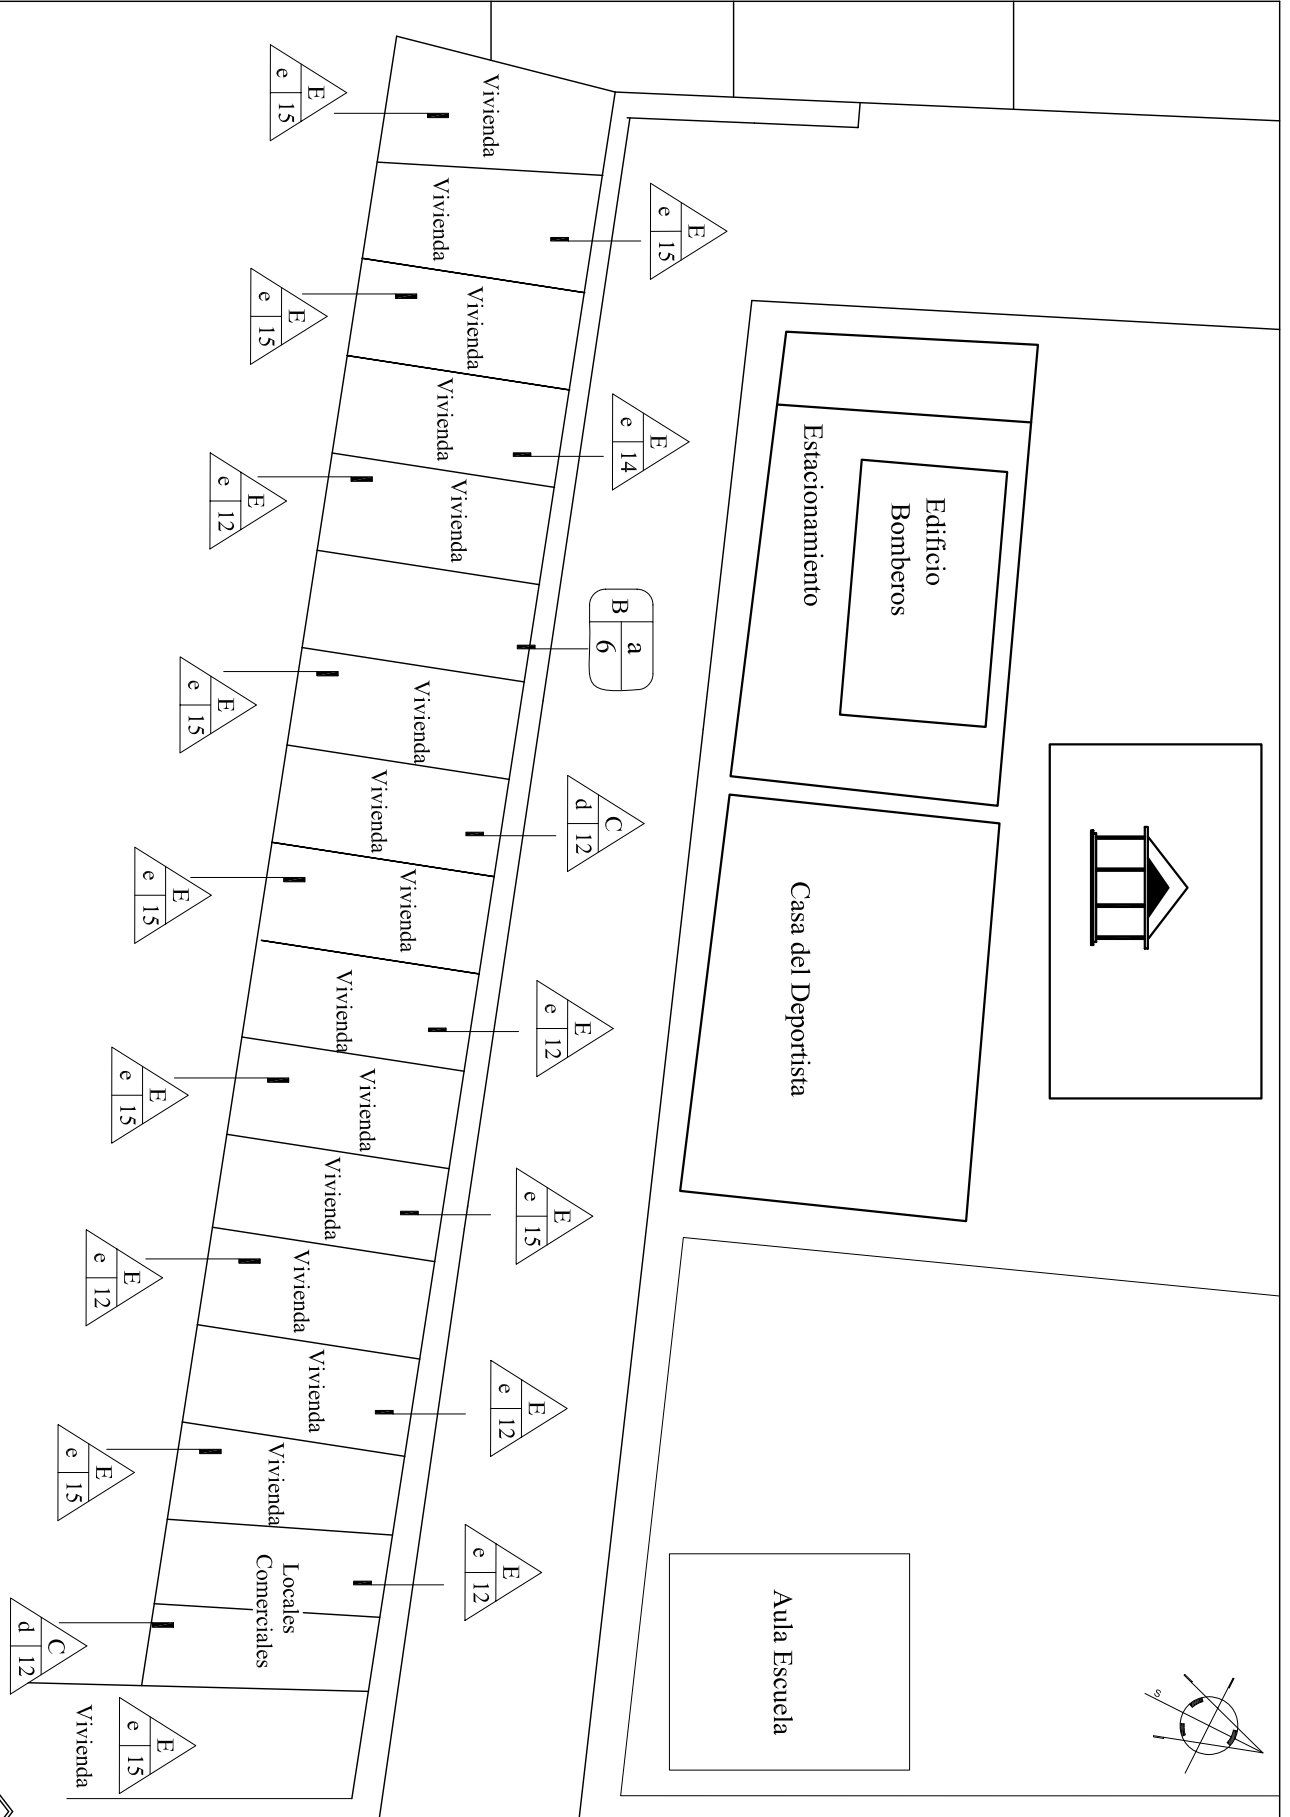 Vivienda
E
e 15
Vivienda
E
e 15
Vivienda
E
e 15
Vivienda
E
e 14
Vivienda
E
e 12
B
a
6
Vivienda
E
e 15
Vivienda
C
d 12
Vivienda
E
e 15
Vivienda
E
e 12
Vivienda
E
e 15
Vivienda
E
e 15
Vivienda
E
e 12
Vivienda
E
e 12
Vivienda
E
e 15
Locales
Comerciales
E
e 12
C
d 12
Vivienda
E
e 15
Edificio
Bomberos
Estacionamiento
Casa del Deportista
Aula Escuela
S